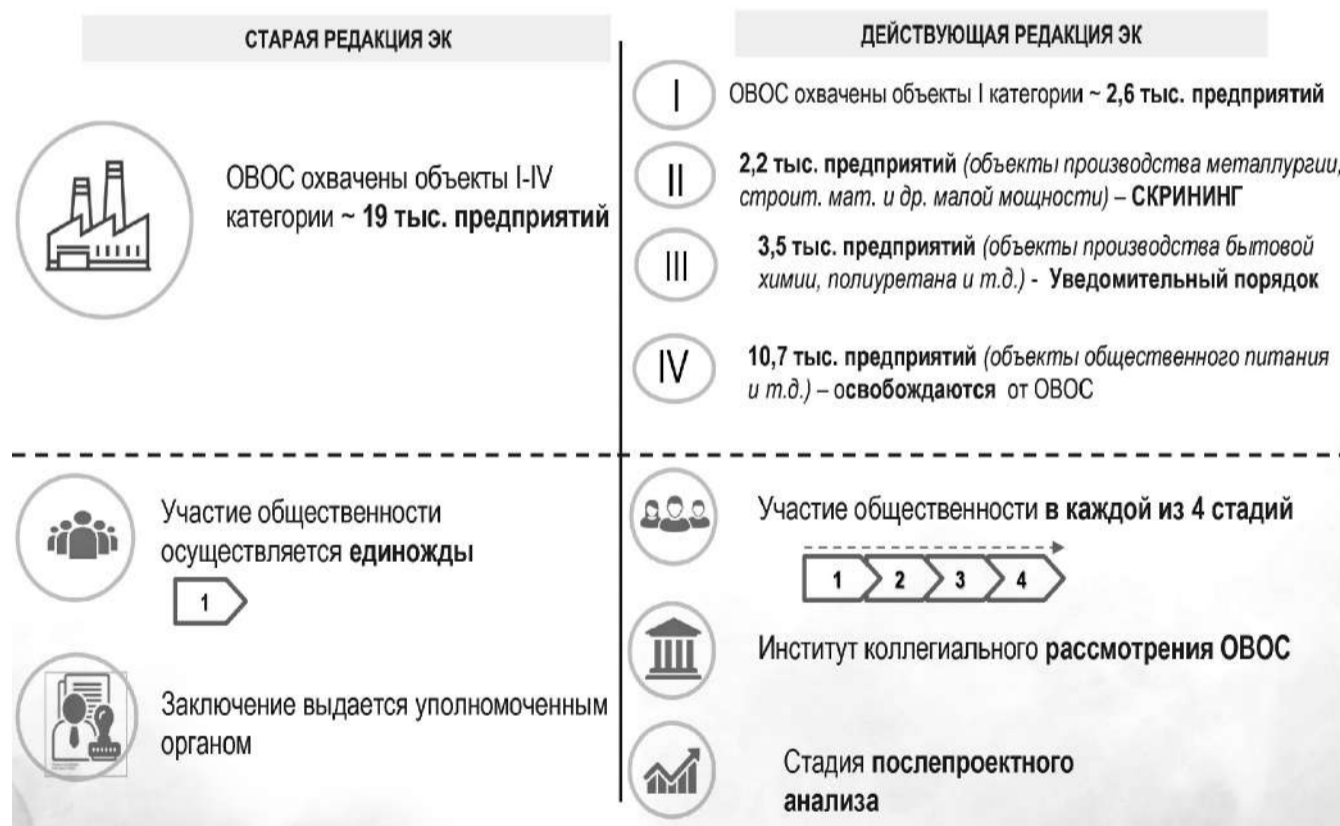 СТАРАЯ РЕДАКЦИЯ ЭК
ОВОС охвачены объекты I-IV
категории ~ 19 тыс. предприятий
Участие общественности
осуществляется единожды
1
Заключение выдается уполномоченным
органом
ДЕЙСТВУЮЩАЯ РЕДАКЦИЯ ЭК
I
ОВОС охвачены объекты I категории ~ 2,6 тыс. предприятий
II
2,2 тыс. предприятий (объекты производства металлургии,
строит. мат. и др. малой мощности) – СКРИНИНГ
III
3,5 тыс. предприятий (объекты производства бытовой
химии, полиуретана и т.д.) - Уведомительный порядок
IV
10,7 тыс. предприятий (объекты общественного питания
и т.д.) – освобождаются от ОВОС
Участие общественности в каждой из 4 стадий
1 2 3 4
Институт коллегиального рассмотрения ОВОС
Стадия послепроектного
анализа